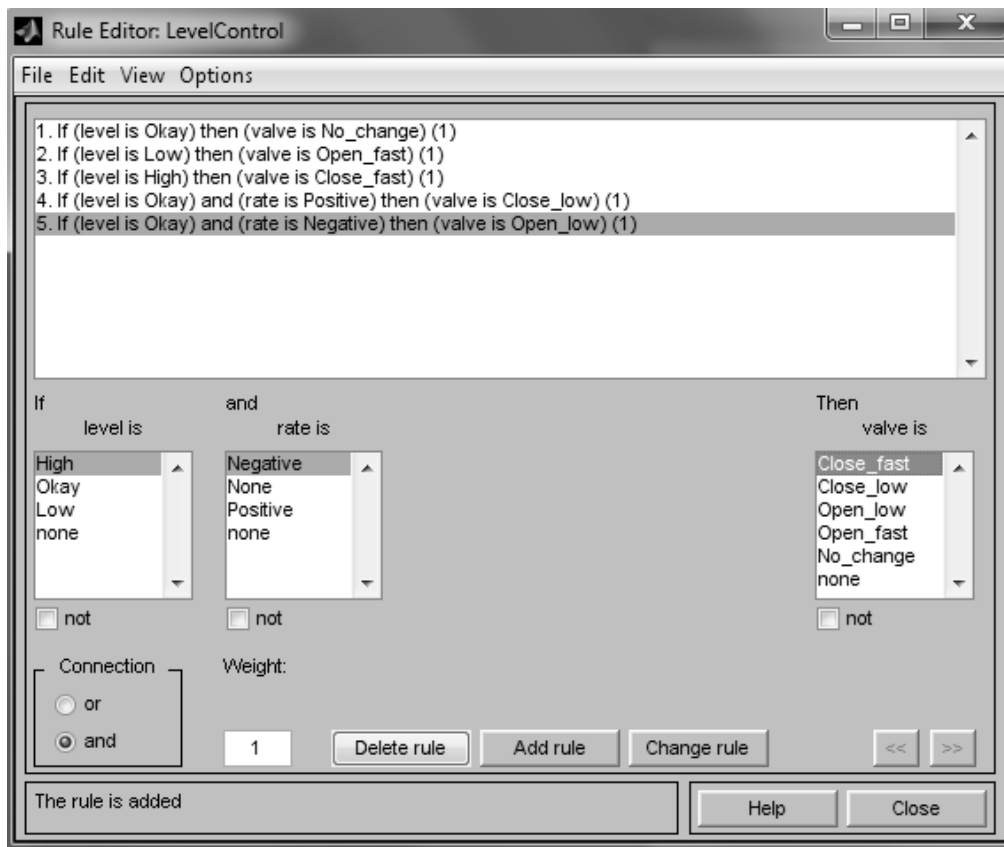 Rule Editor: LevelControl
File Edit View Options
1. If (level is Okay) then (valve is No_change) (1)
2. If (level is Low) then (valve is Open_fast) (1)
3. If (level is High) then (valve is Close_fast) (1)
4. If (level is Okay) and (rate is Positive) then (valve is Close_low) (1)
5. If (level is Okay) and (rate is Negative) then (valve is Open_low) (1)
If
level is
High
Okay
Low
none
not
and
rate is
Negative
None
Positive
none
not
Then
valve is
Close_fast
Close_low
Open_low
Open_fast
No_change
none
not
Connection
or
and
Weight:
1
Delete rule
Add rule
Change rule
<<
>>
The rule is added
Help
Close